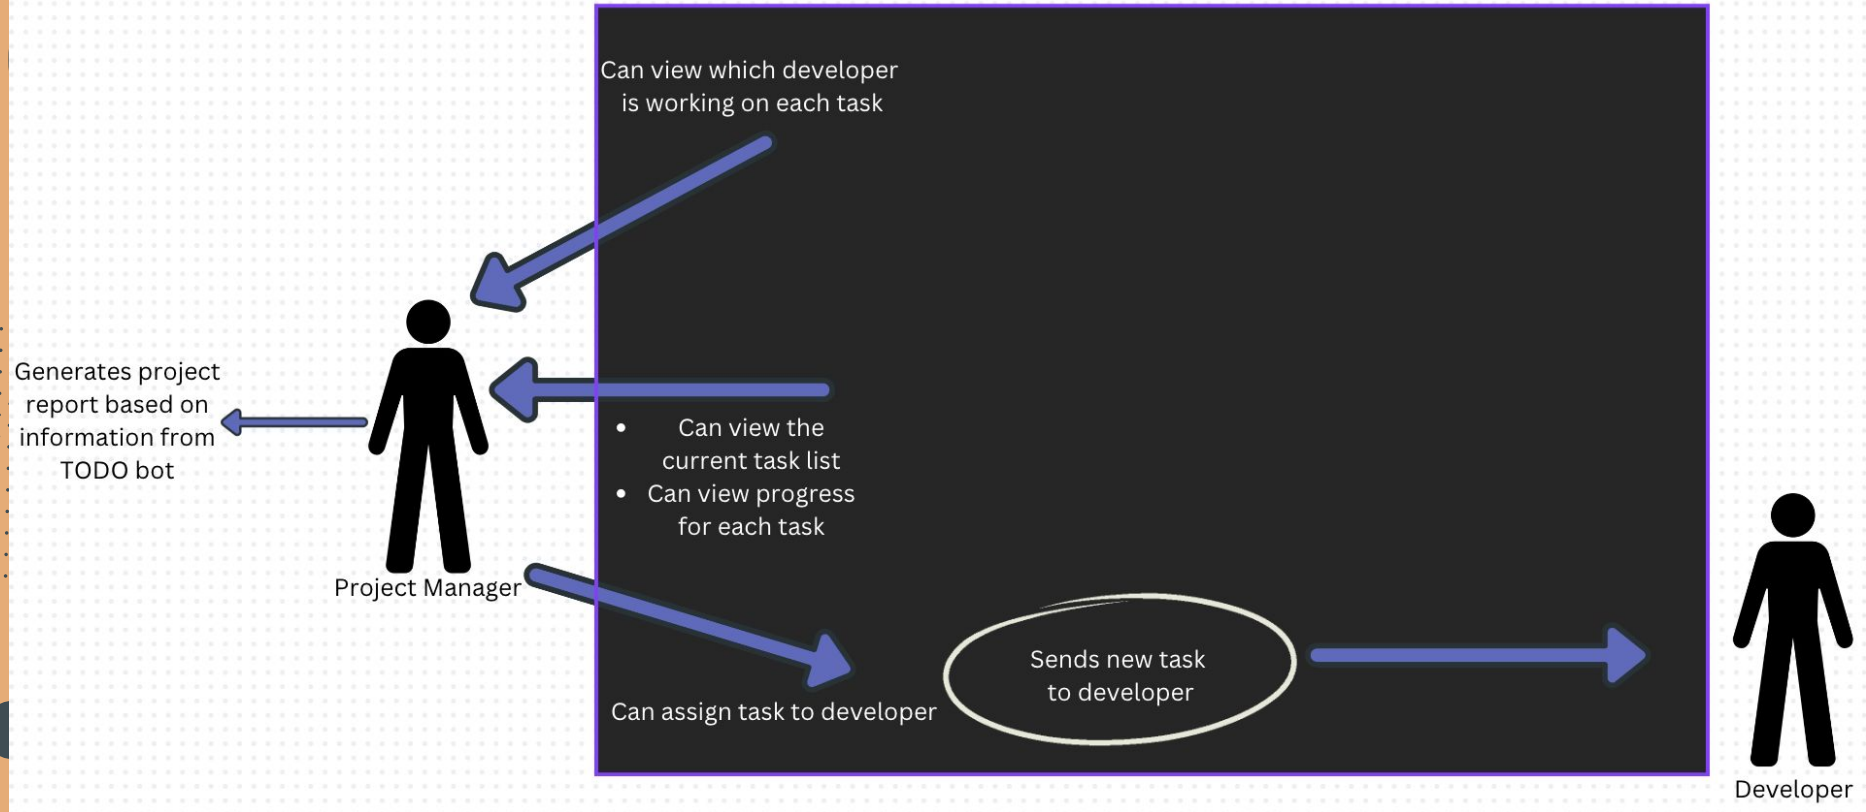 Can view which developer
is working on each task
Generates project
report based on
information from
TODO bot
• Can view the
current task list
• Can view progress
for each task
Project Manager
Sends new task
to developer
Can assign task to developer
Developer